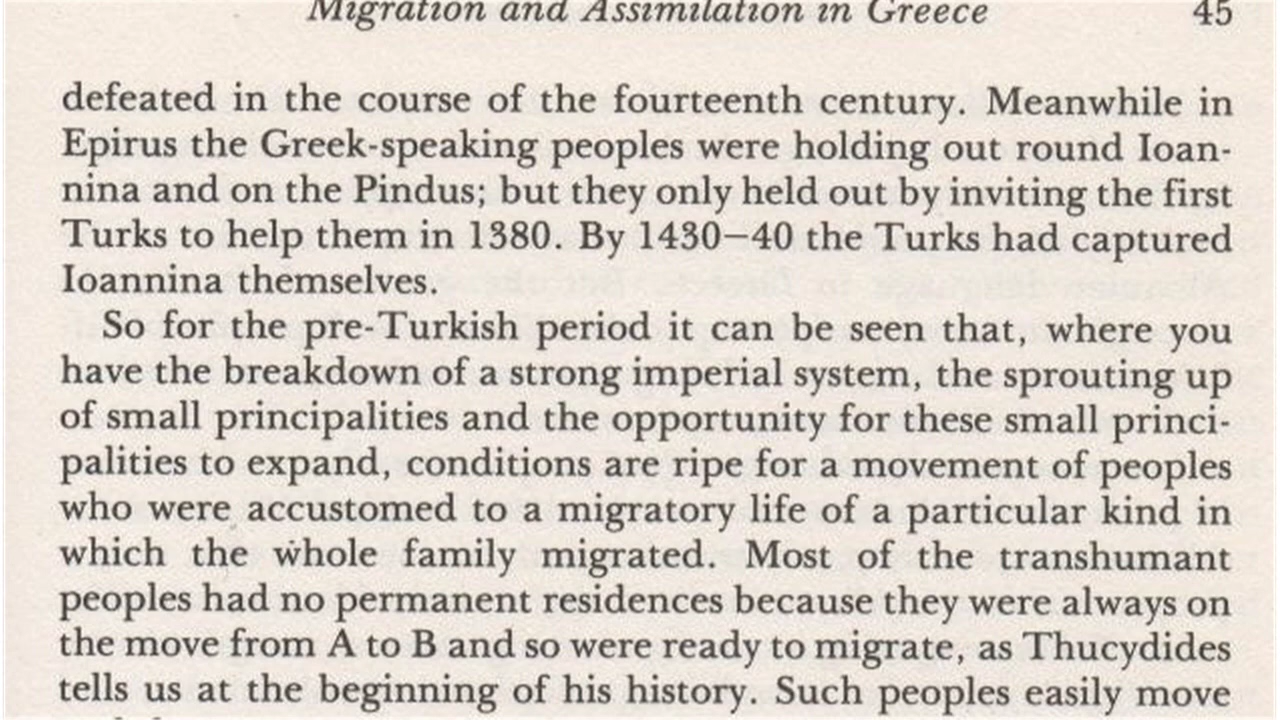 Migration and Assimilation in Greece 45
defeated in the course of the fourteenth century. Meanwhile in
Epirus the Greek-speaking peoples were holding out round Ioan-
nina and on the Pindus; but they only held out by inviting the first
Turks to help them in 1380. By 1430–40 the Turks had captured
Ioannina themselves.
So for the pre-Turkish period it can be seen that, where you
have the breakdown of a strong imperial system, the sprouting up
of small principalities and the opportunity for these small princi-
palities to expand, conditions are ripe for a movement of peoples
who were accustomed to a migratory life of a particular kind in
which the whole family migrated. Most of the transhumant
peoples had no permanent residences because they were always on
the move from A to B and so were ready to migrate, as Thucydides
tells us at the beginning of his history. Such peoples easily move